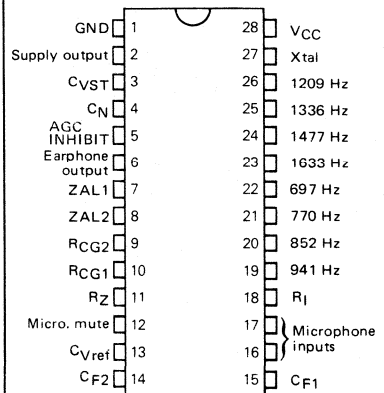 GND 1 28 VCC
Supply output 2 27 Xtal
CVST 3 26 1209 Hz
CN 4 25 1336 Hz
AGC
INHIBIT 5 24 1477 Hz
Earphone
output 6 23 1633 Hz
ZAL1 7 22 697 Hz
ZAL2 8 21 770 Hz
RCG2 9 20 852 Hz
RCG1 10 19 941 Hz
RZ 11 18 RI
Micro. mute 12 17 Microphone
inputs
CVref 13 16
CF2 14 15 CF1